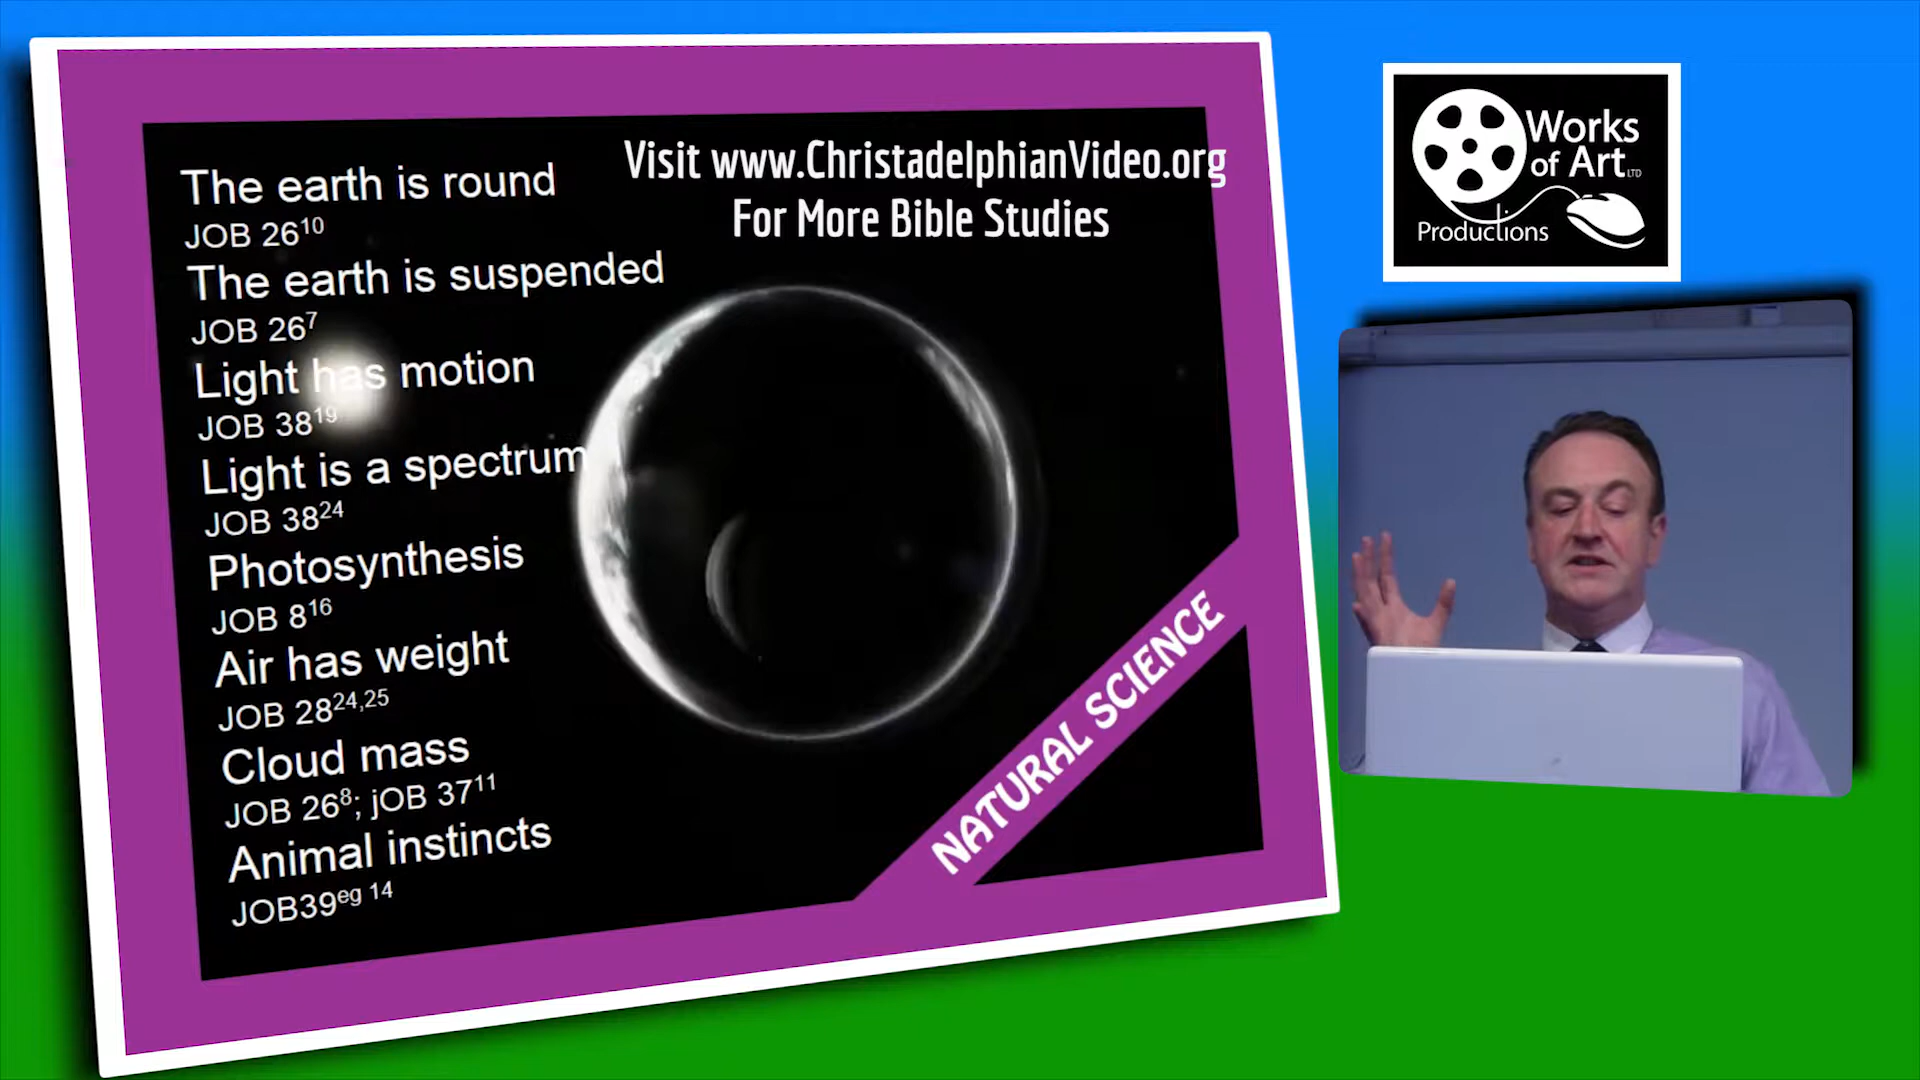 The earth is round
JOB 26¹⁰
The earth is suspended
JOB 26⁷
Light has motion
JOB 38¹⁹
Light is a spectrum
JOB 38²⁴
Photosynthesis
JOB 8¹⁶
Air has weight
JOB 28²⁴,²⁵
Cloud mass
JOB 26⁸; jOB 37¹¹
Animal instincts
JOB39ᵉᵍ ¹⁴
Visit www.ChristadelphianVideo.org
For More Bible Studies
NATURAL SCIENCE
Works
of Art LTD
Productions